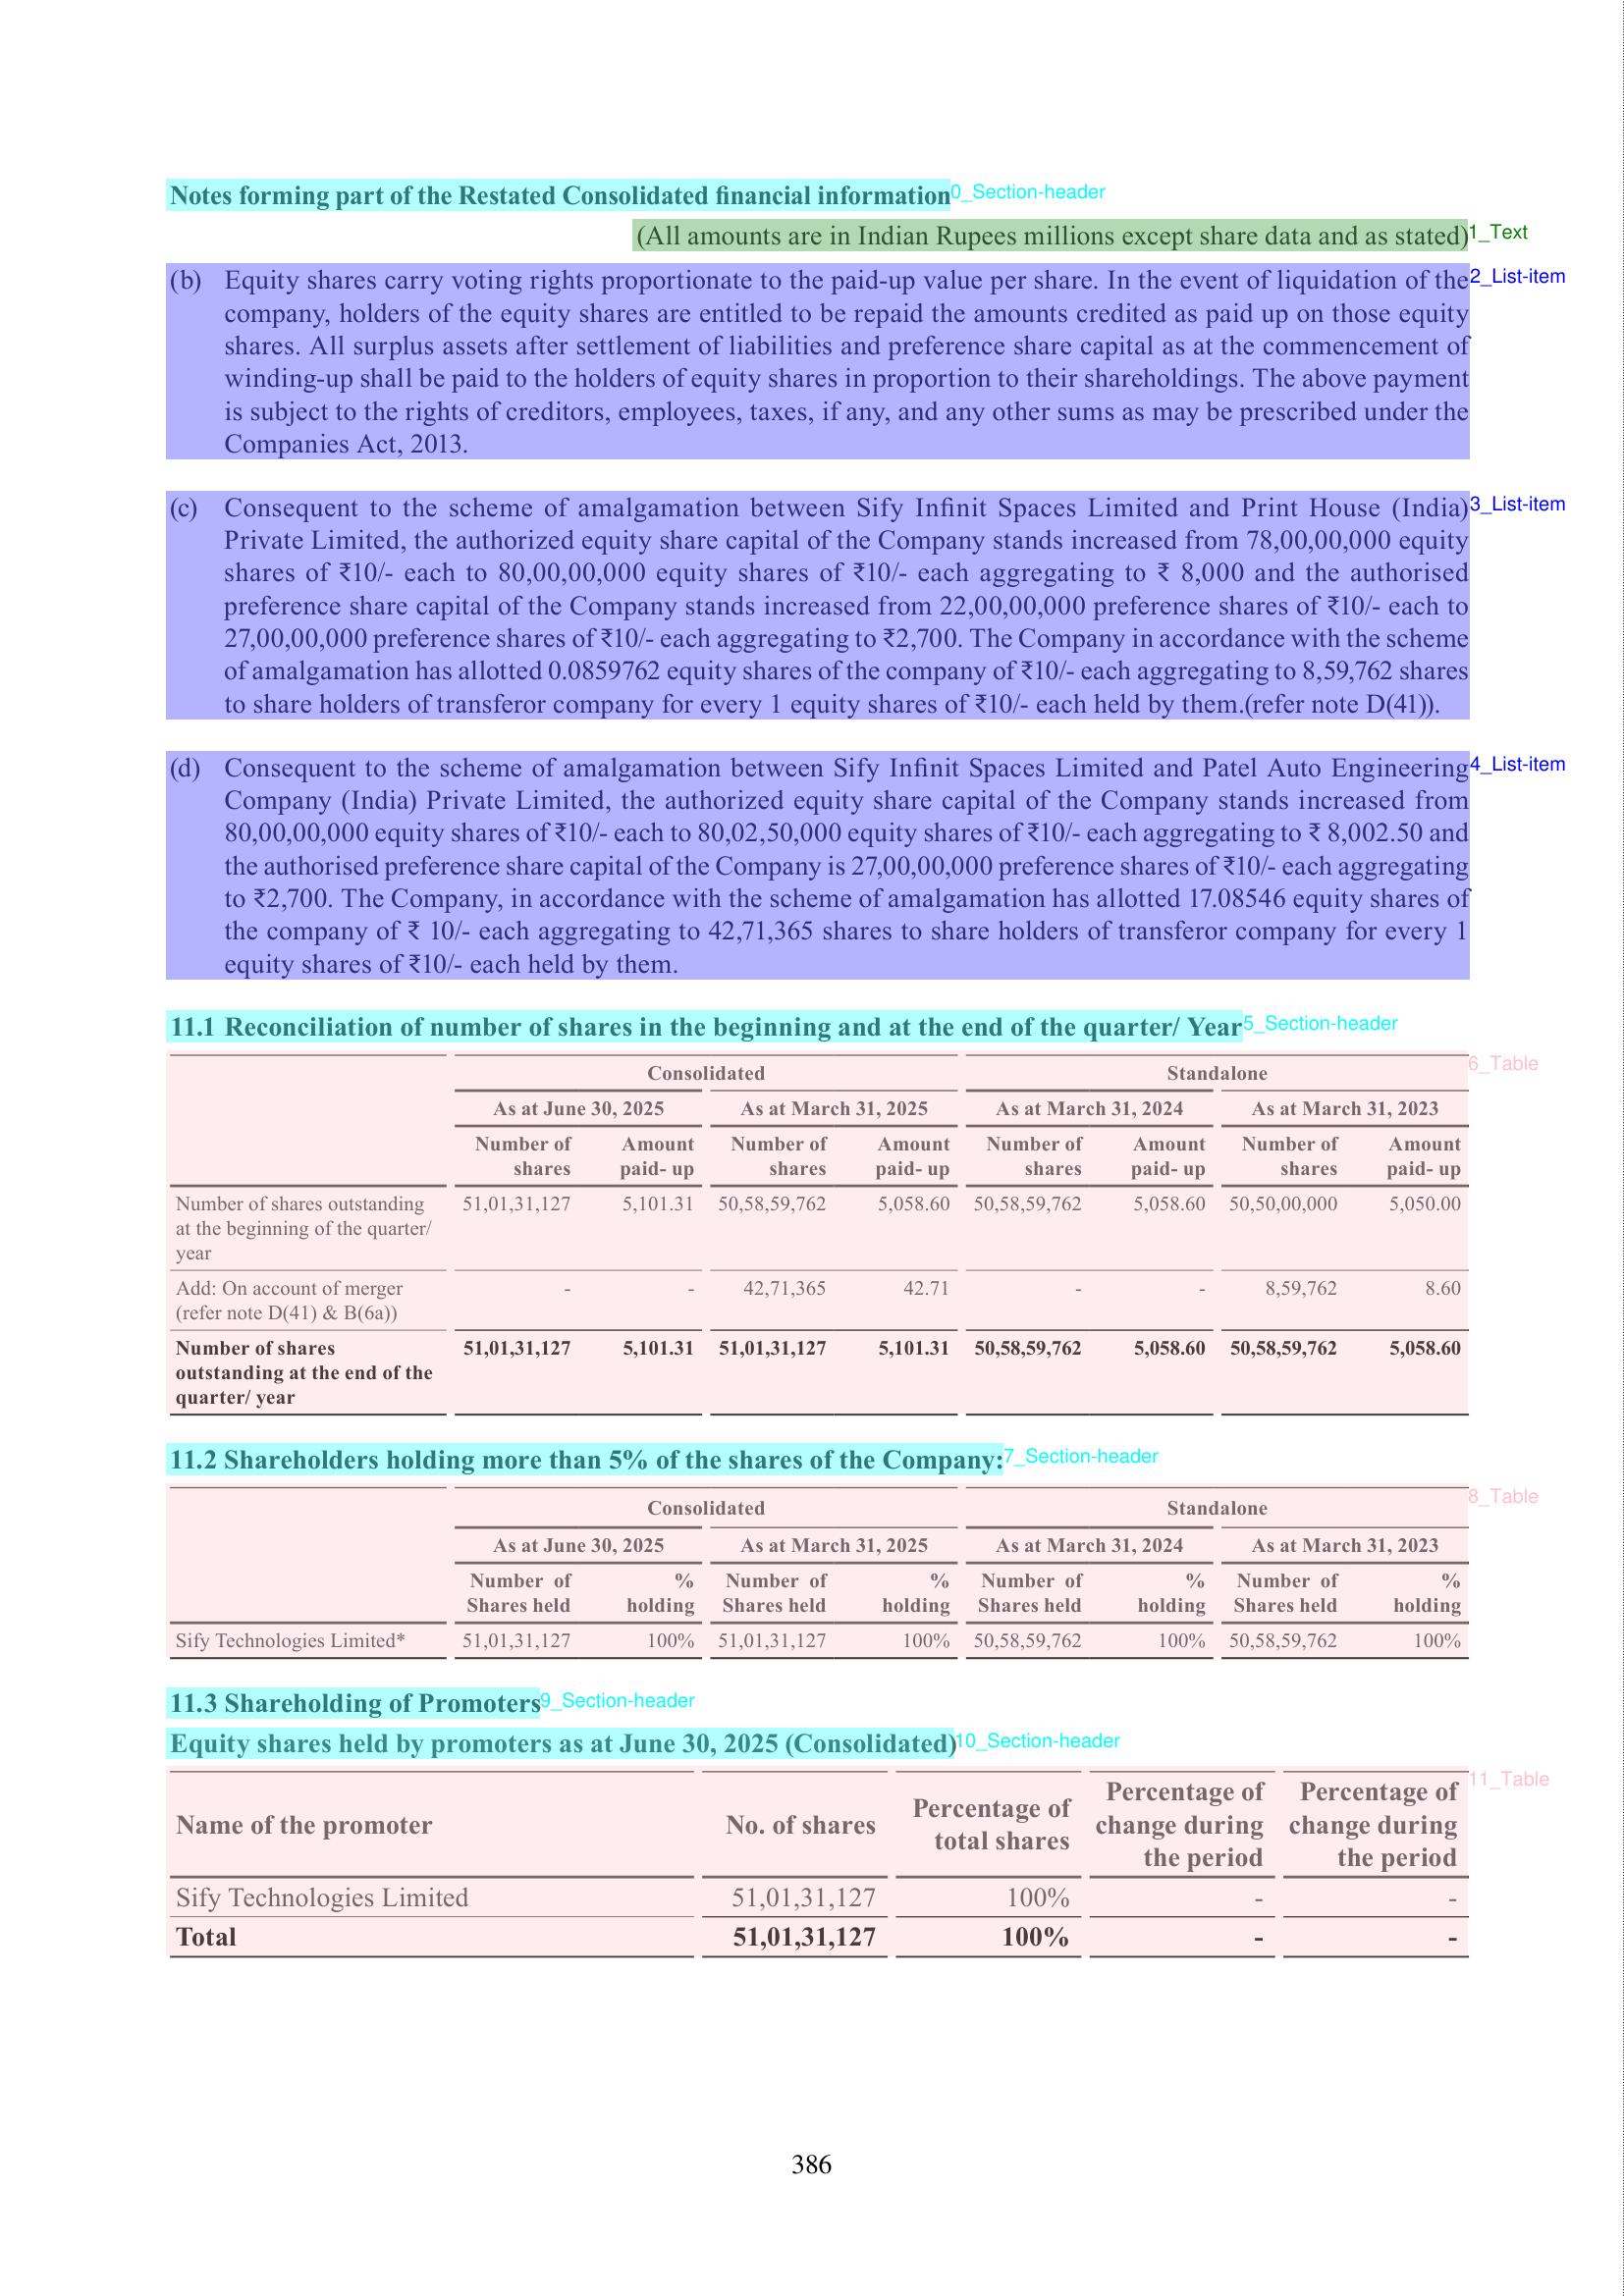 Notes forming part of the Restated Consolidated financial information
0_Section-header
(All amounts are in Indian Rupees millions except share data and as stated)
1_Text
(b) Equity shares carry voting rights proportionate to the paid-up value per share. In the event of liquidation of the
2_List-item
company, holders of the equity shares are entitled to be repaid the amounts credited as paid up on those equity
shares. All surplus assets after settlement of liabilities and preference share capital as at the commencement of
winding-up shall be paid to the holders of equity shares in proportion to their shareholdings. The above payment
is subject to the rights of creditors, employees, taxes, if any, and any other sums as may be prescribed under the
Companies Act, 2013.
(c) Consequent to the scheme of amalgamation between Sify Infinit Spaces Limited and Print House (India)
3_List-item
Private Limited, the authorized equity share capital of the Company stands increased from 78,00,00,000 equity
shares of ₹10/- each to 80,00,00,000 equity shares of ₹10/- each aggregating to ₹ 8,000 and the authorised
preference share capital of the Company stands increased from 22,00,00,000 preference shares of ₹10/- each to
27,00,00,000 preference shares of ₹10/- each aggregating to ₹2,700. The Company in accordance with the scheme
of amalgamation has allotted 0.0859762 equity shares of the company of ₹10/- each aggregating to 8,59,762 shares
to share holders of transferor company for every 1 equity shares of ₹10/- each held by them.(refer note D(41)).
(d) Consequent to the scheme of amalgamation between Sify Infinit Spaces Limited and Patel Auto Engineering
4_List-item
Company (India) Private Limited, the authorized equity share capital of the Company stands increased from
80,00,00,000 equity shares of ₹10/- each to 80,02,50,000 equity shares of ₹10/- each aggregating to ₹ 8,002.50 and
the authorised preference share capital of the Company is 27,00,00,000 preference shares of ₹10/- each aggregating
to ₹2,700. The Company, in accordance with the scheme of amalgamation has allotted 17.08546 equity shares of
the company of ₹ 10/- each aggregating to 42,71,365 shares to share holders of transferor company for every 1
equity shares of ₹10/- each held by them.
11.1 Reconciliation of number of shares in the beginning and at the end of the quarter/ Year
5_Section-header
6_Table
Consolidated Standalone
As at June 30, 2025 As at March 31, 2025 As at March 31, 2024 As at March 31, 2023
Number of Amount Number of Amount Number of Amount Number of Amount
shares paid- up shares paid- up shares paid- up shares paid- up
Number of shares outstanding 51,01,31,127 5,101.31 50,58,59,762 5,058.60 50,58,59,762 5,058.60 50,50,00,000 5,050.00
at the beginning of the quarter/
year
Add: On account of merger - - 42,71,365 42.71 - - 8,59,762 8.60
(refer note D(41) & B(6a))
Number of shares 51,01,31,127 5,101.31 51,01,31,127 5,101.31 50,58,59,762 5,058.60 50,58,59,762 5,058.60
outstanding at the end of the
quarter/ year
11.2 Shareholders holding more than 5% of the shares of the Company:
7_Section-header
8_Table
Consolidated Standalone
As at June 30, 2025 As at March 31, 2025 As at March 31, 2024 As at March 31, 2023
Number of % Number of % Number of % Number of %
Shares held holding Shares held holding Shares held holding Shares held holding
Sify Technologies Limited* 51,01,31,127 100% 51,01,31,127 100% 50,58,59,762 100% 50,58,59,762 100%
11.3 Shareholding of Promoters
9_Section-header
Equity shares held by promoters as at June 30, 2025 (Consolidated)
10_Section-header
11_Table
Percentage of Percentage of
Name of the promoter No. of shares Percentage of change during change during
total shares the period the period
Sify Technologies Limited 51,01,31,127 100% - -
Total 51,01,31,127 100% - -
386